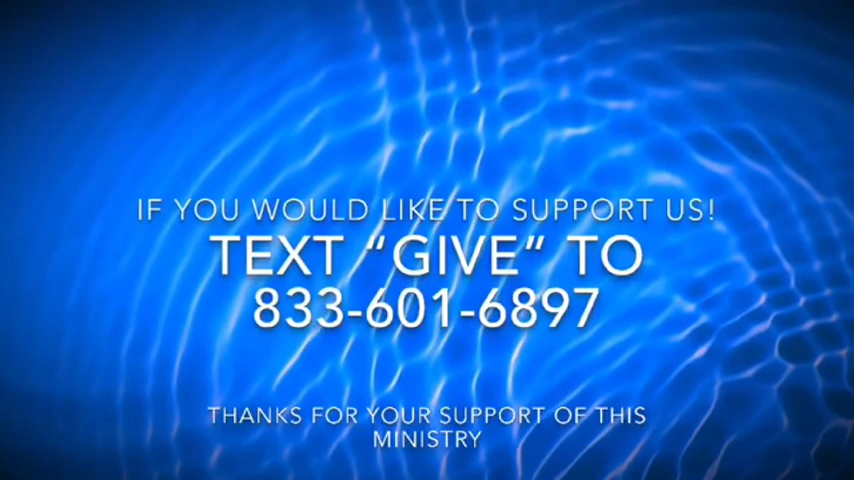 IF YOU WOULD LIKE TO SUPPORT US!
TEXT “GIVE” TO
833-601-6897
THANKS FOR YOUR SUPPORT OF THIS
MINISTRY